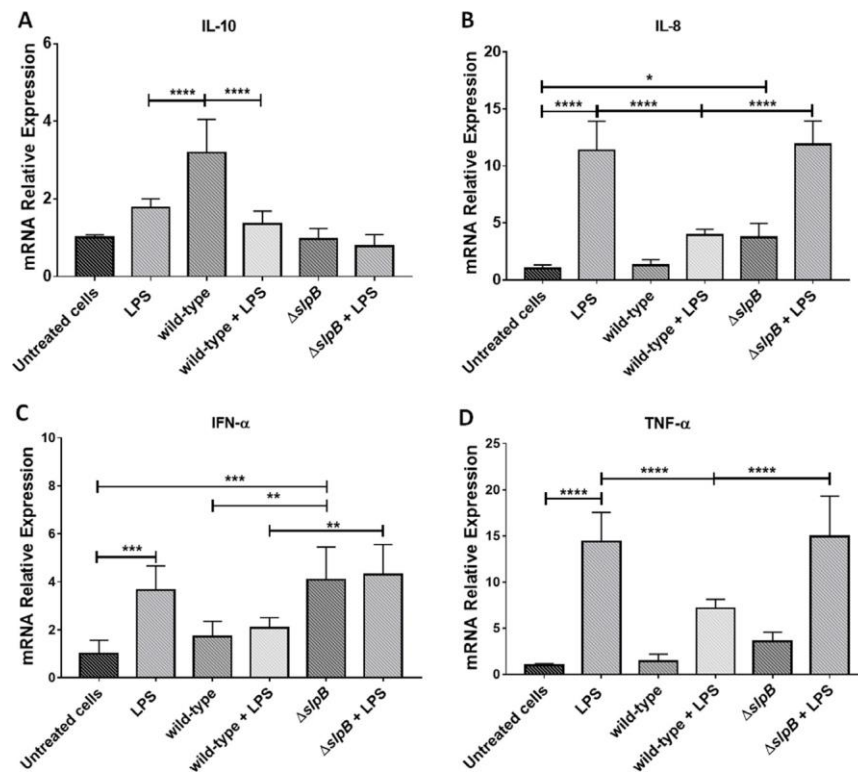 A
IL-10
mRNA Relative Expression
6
4
2
0
**** ****
Untreated cells
LPS
wild-type
wild-type + LPS
ΔslpB
ΔslpB + LPS
B
IL-8
mRNA Relative Expression
20
15
10
5
0
*
**** **** ****
Untreated cells
LPS
wild-type
wild-type + LPS
ΔslpB
ΔslpB + LPS
C
IFN-α
mRNA Relative Expression
10
8
6
4
2
0
***
**
**
***
Untreated cells
LPS
wild-type
wild-type + LPS
ΔslpB
ΔslpB + LPS
D
TNF-α
mRNA Relative Expression
25
20
15
10
5
0
**** ****
****
Untreated cells
LPS
wild-type
wild-type + LPS
ΔslpB
ΔslpB + LPS